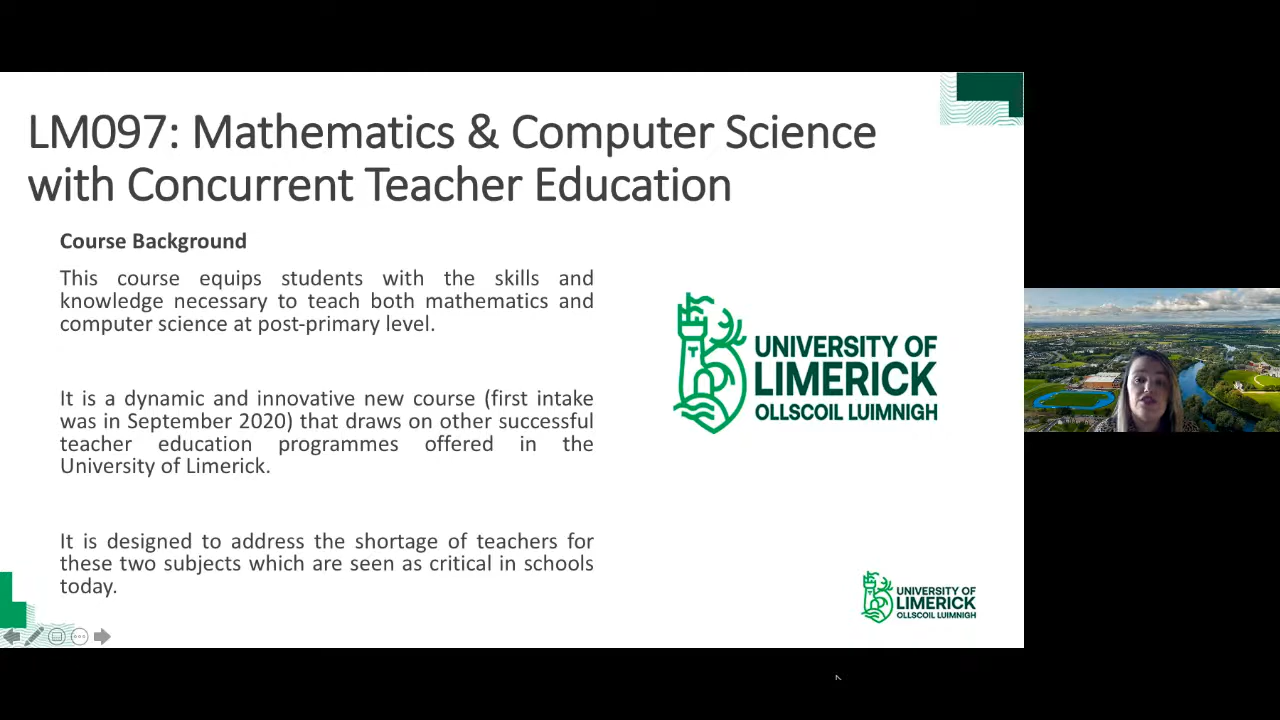 LM097: Mathematics & Computer Science
with Concurrent Teacher Education
Course Background
This course equips students with the skills and
knowledge necessary to teach both mathematics and
computer science at post-primary level.
It is a dynamic and innovative new course (first intake
was in September 2020) that draws on other successful
teacher education programmes offered in the
University of Limerick.
It is designed to address the shortage of teachers for
these two subjects which are seen as critical in schools
today.
UNIVERSITY OF
LIMERICK
OLLSCOIL LUIMNIGH
UNIVERSITY OF
LIMERICK
OLLSCOIL LUIMNIGH